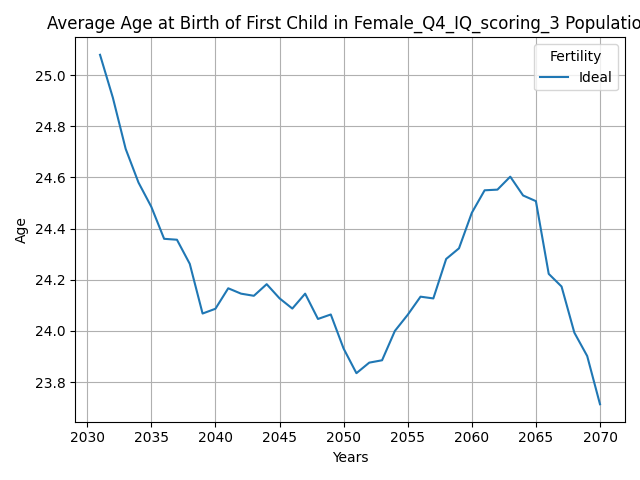 Average Age at Birth of First Child in Female_Q4_IQ_scoring_3 Populatio
Fertility
Ideal
25.0
24.8
24.6
24.4
24.2
24.0
23.8
Age
2030 2035 2040 2045 2050 2055 2060 2065 2070
Years